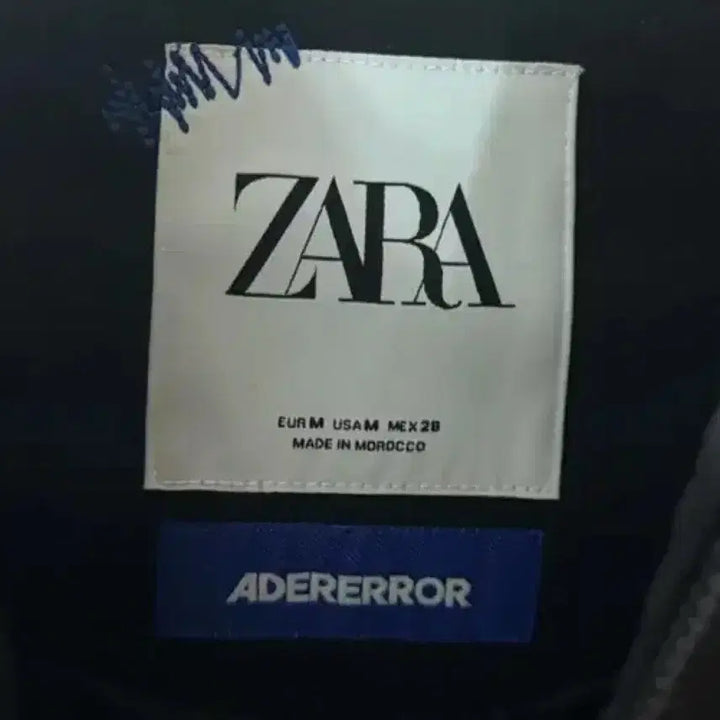 ZARA
EUR M USA M MEX 28
MADE IN MOROCCO
ADERERROR